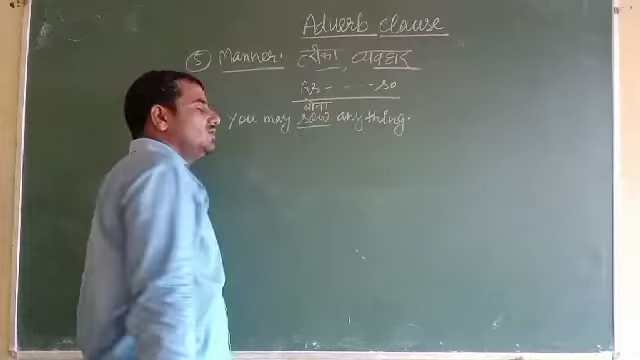 Adverb clause
⑤ Manner. तरीका, व्यवहार
As - . . . - so
बोना
You may sow anything.